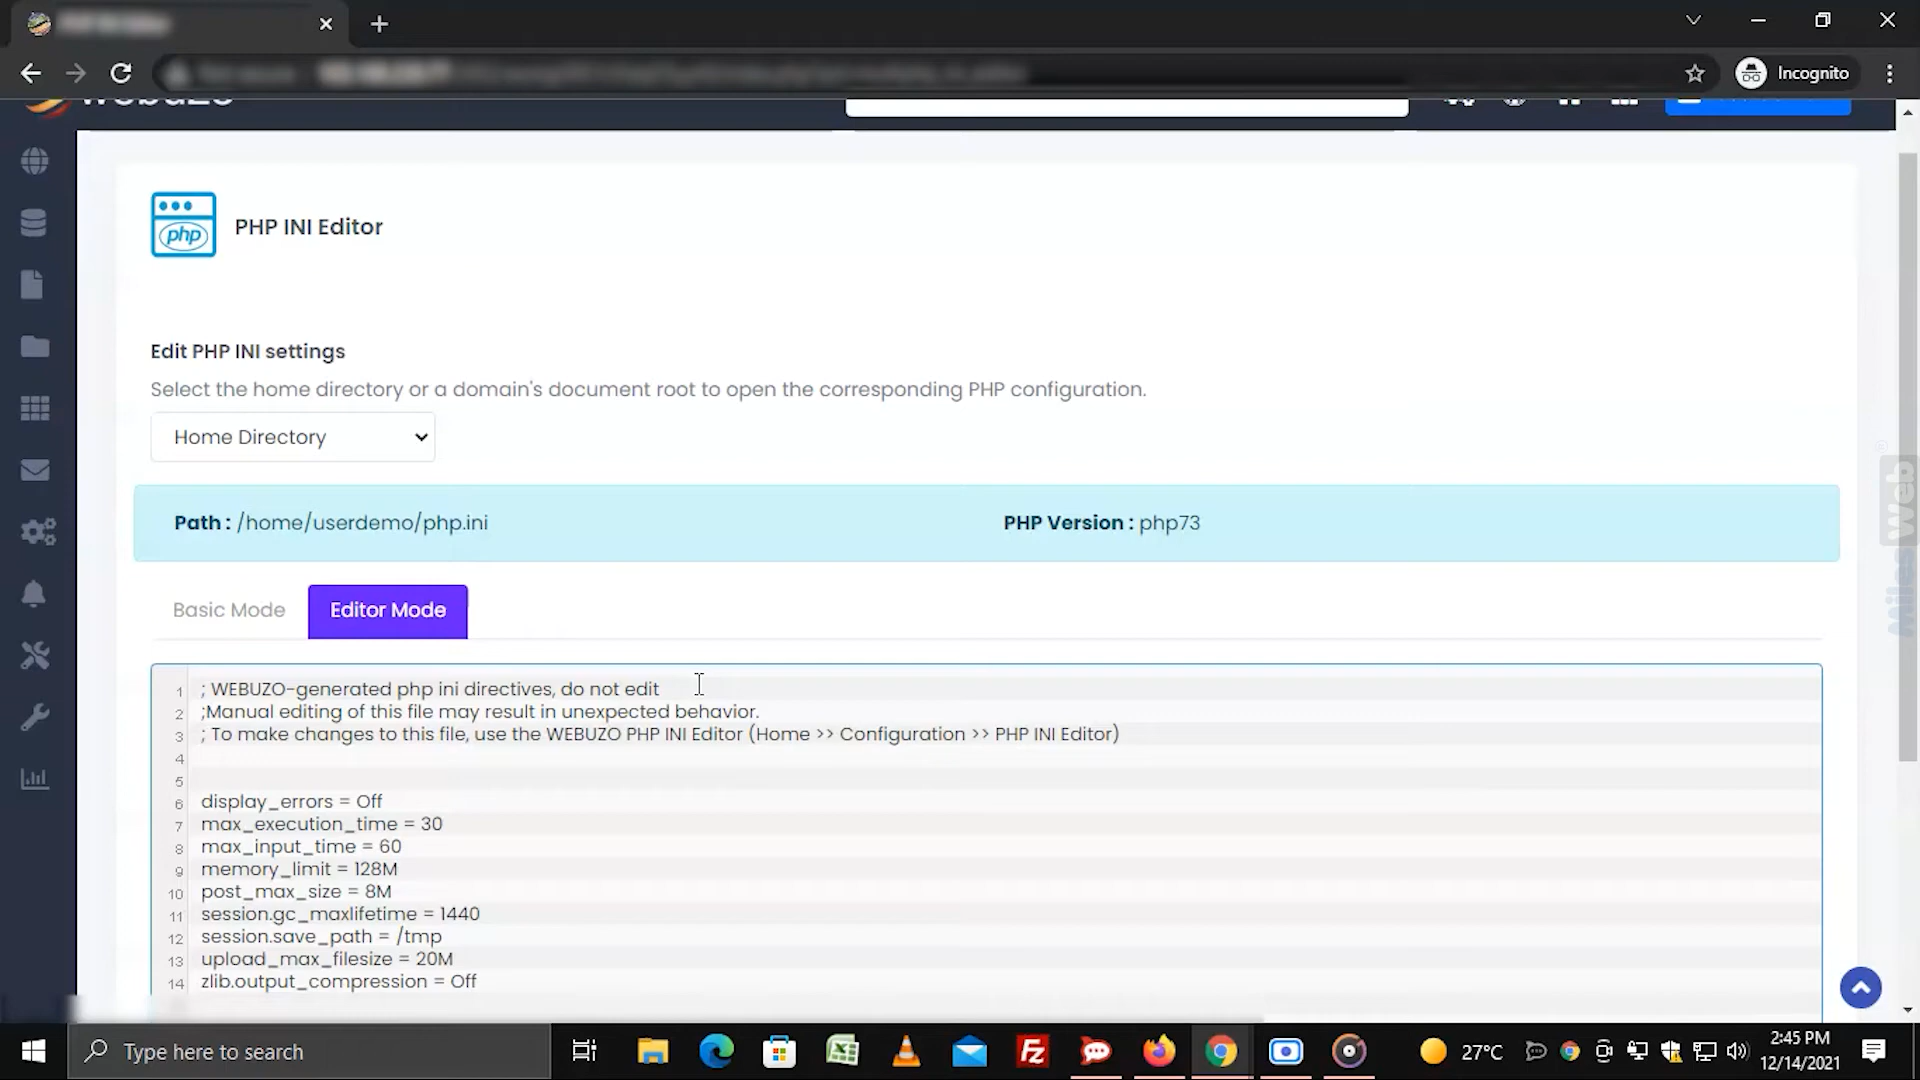 Incognito
php
PHP INI Editor
Edit PHP INI settings
Select the home directory or a domain's document root to open the corresponding PHP configuration.
Home Directory
Path : /home/userdemo/php.ini
PHP Version : php73
Basic Mode
Editor Mode
1 ; WEBUZO-generated php ini directives, do not edit
2 ;Manual editing of this file may result in unexpected behavior.
3 ; To make changes to this file, use the WEBUZO PHP INI Editor (Home >> Configuration >> PHP INI Editor)
4
5
6 display_errors = Off
7 max_execution_time = 30
8 max_input_time = 60
9 memory_limit = 128M
10 post_max_size = 8M
11 session.gc_maxlifetime = 1440
12 session.save_path = /tmp
13 upload_max_filesize = 20M
14 zlib.output_compression = Off
MilesWeb
Type here to search
Fz
27°C
2:45 PM
12/14/2021